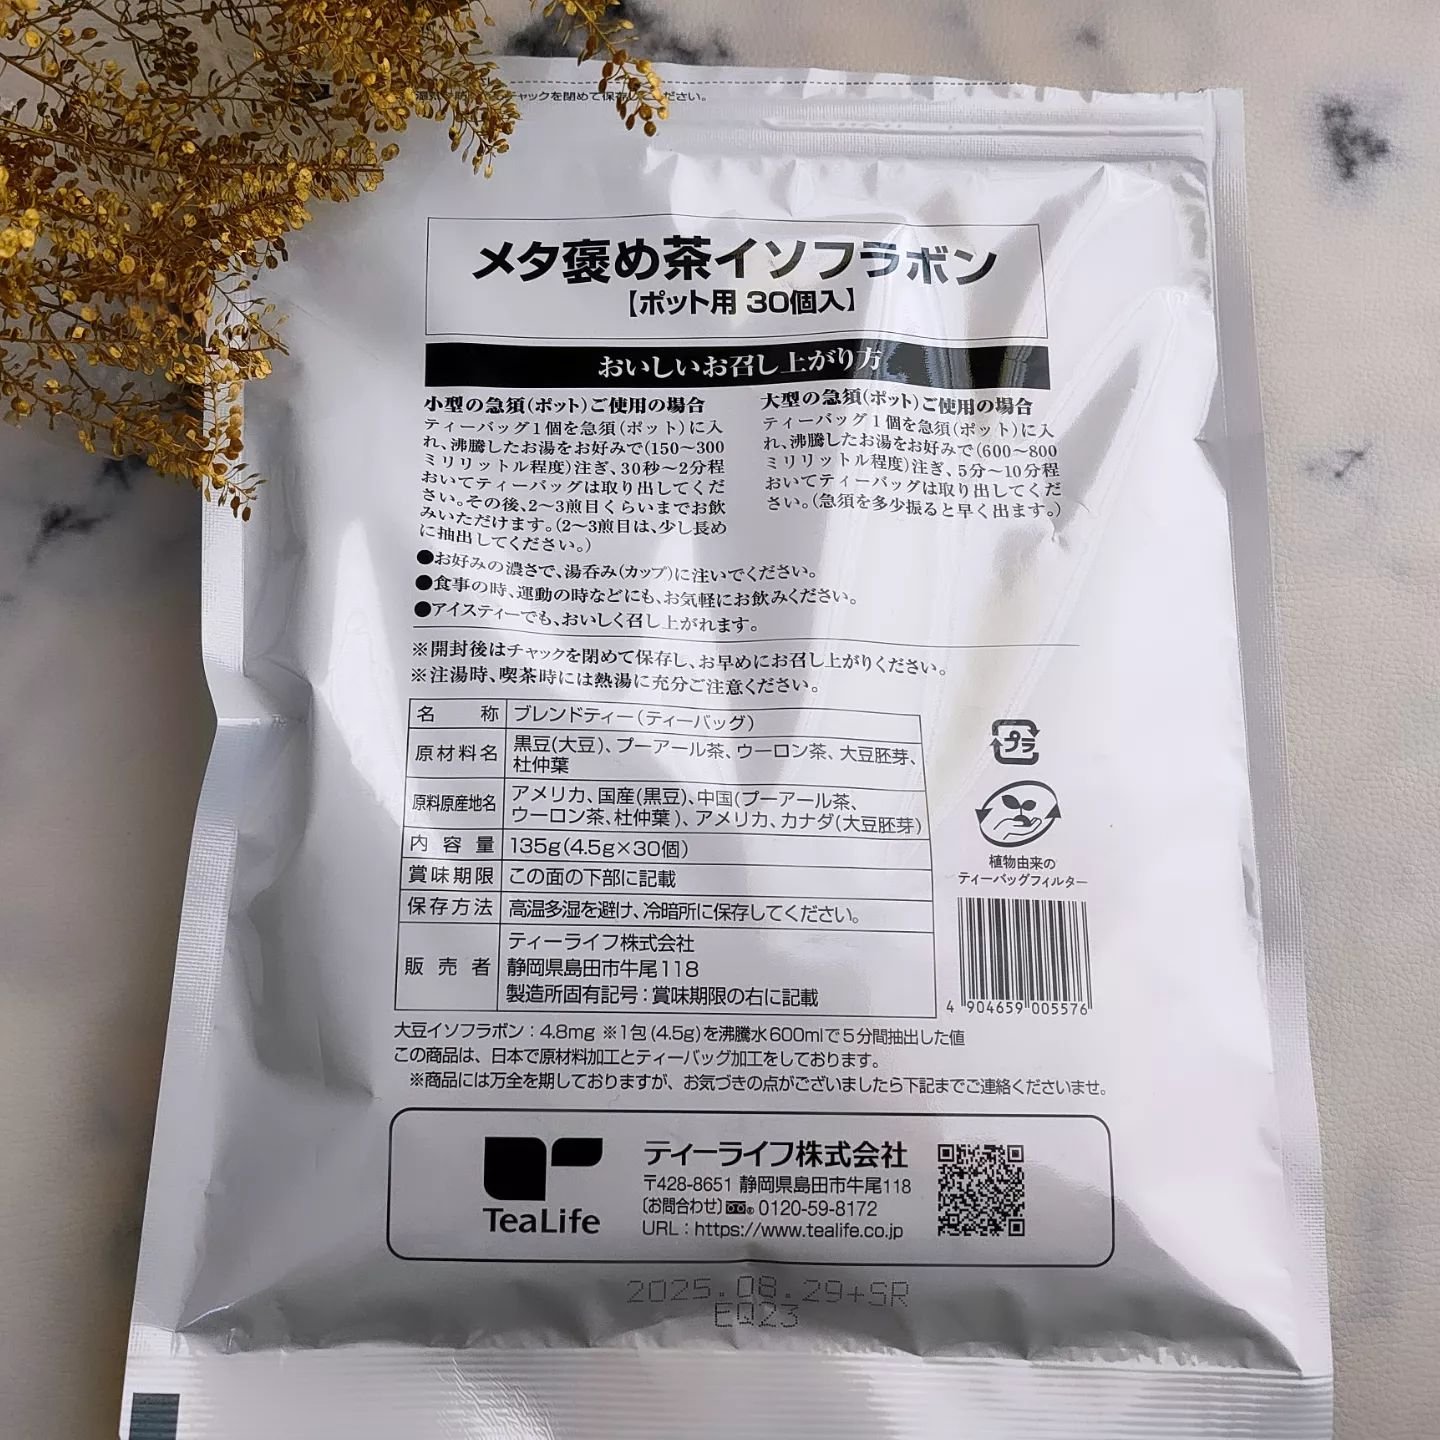 チャックを閉めて保存してください。
メタ褒め茶イソフラボン
【ポット用 30個入】
おいしいお召し上がり方
小型の急須(ポット)ご使用の場合
ティーバッグ1個を急須(ポット)に入
れ、沸騰したお湯をお好みで(150〜300
ミリリットル程度)注ぎ、30秒〜2分程
おいてティーバッグは取り出してくだ
さい。その後、2〜3煎目くらいまでお飲
みいただけます。(2〜3煎目は、少し長め
に抽出してください。)
大型の急須(ポット)ご使用の場合
ティーバッグ1個を急須(ポット)に入
れ、沸騰したお湯をお好みで(600〜800
ミリリットル程度)注ぎ、5分〜10分程
おいてティーバッグは取り出してくだ
さい。(急須を多少振ると早く出ます。)
●お好みの濃さで、湯呑み(カップ)に注いでください。
●食事の時、運動の時などにも、お気軽にお飲みください。
●アイスティーでも、おいしく召し上がれます。
※開封後はチャックを閉めて保存し、お早めにお召し上がりください。
※注湯時、喫茶時には熱湯に充分ご注意ください。
名称 ブレンドティー(ティーバッグ)
原材料名 黒豆(大豆)、プーアール茶、ウーロン茶、大豆胚芽、
杜仲葉
原料原産地名 アメリカ、国産(黒豆)、中国(プーアール茶、
ウーロン茶、杜仲葉)、アメリカ、カナダ(大豆胚芽)
内容量 135g(4.5g×30個)
賞味期限 この面の下部に記載
保存方法 高温多湿を避け、冷暗所に保存してください。
販売者 ティーライフ株式会社
静岡県島田市牛尾118
製造所固有記号:賞味期限の右に記載
プラ
植物由来の
ティーバッグフィルター
4 904659 005576
大豆イソフラボン:4.8mg ※1包(4.5g)を沸騰水600mlで5分間抽出した値
この商品は、日本で原材料加工とティーバッグ加工をしております。
※商品には万全を期しておりますが、お気づきの点がございましたら下記までご連絡くださいませ。
TeaLife
ティーライフ株式会社
〒428-8651 静岡県島田市牛尾118
〔お問合わせ〕0120-59-8172
URL:https://www.tealife.co.jp
2025.08.29+SR
EQ23